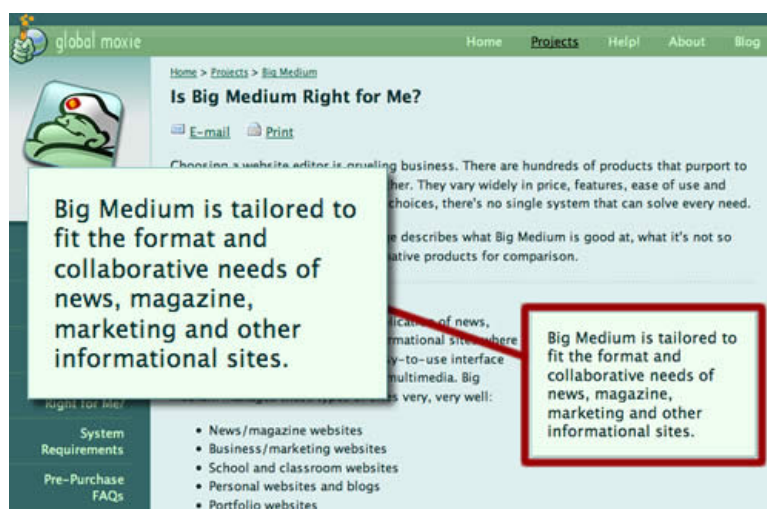 global moxie
Home Projects Help! About Blog
Home > Projects > Big Medium
Is Big Medium Right for Me?
E-mail Print
Choosing a website editor is grueling business. There are hundreds of products that purport to
her. They vary widely in price, features, ease of use and
choices, there's no single system that can solve every need.
e describes what Big Medium is good at, what it's not so
ative products for comparison.
Big Medium is tailored to
fit the format and
collaborative needs of
news, magazine,
marketing and other
informational sites.
lication of news,
rmational sites where
sy-to-use interface
multimedia. Big
es very, very well:
Big Medium is tailored to
fit the format and
collaborative needs of
news, magazine,
marketing and other
informational sites.
• News/magazine websites
• Business/marketing websites
• School and classroom websites
• Personal websites and blogs
• Portfolio websites
Right for Me?
System
Requirements
Pre-Purchase
FAQs